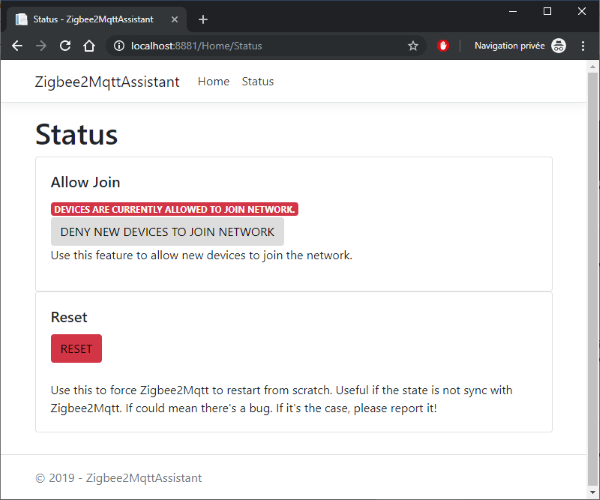 Status - Zigbee2MqttAssistant
localhost:8881/Home/Status
Navigation privée
Zigbee2MqttAssistant Home Status
Status
Allow Join
DEVICES ARE CURRENTLY ALLOWED TO JOIN NETWORK.
DENY NEW DEVICES TO JOIN NETWORK
Use this feature to allow new devices to join the network.
Reset
RESET
Use this to force Zigbee2Mqtt to restart from scratch. Useful if the state is not sync with
Zigbee2Mqtt. If could mean there's a bug. If it's the case, please report it!
© 2019 - Zigbee2MqttAssistant